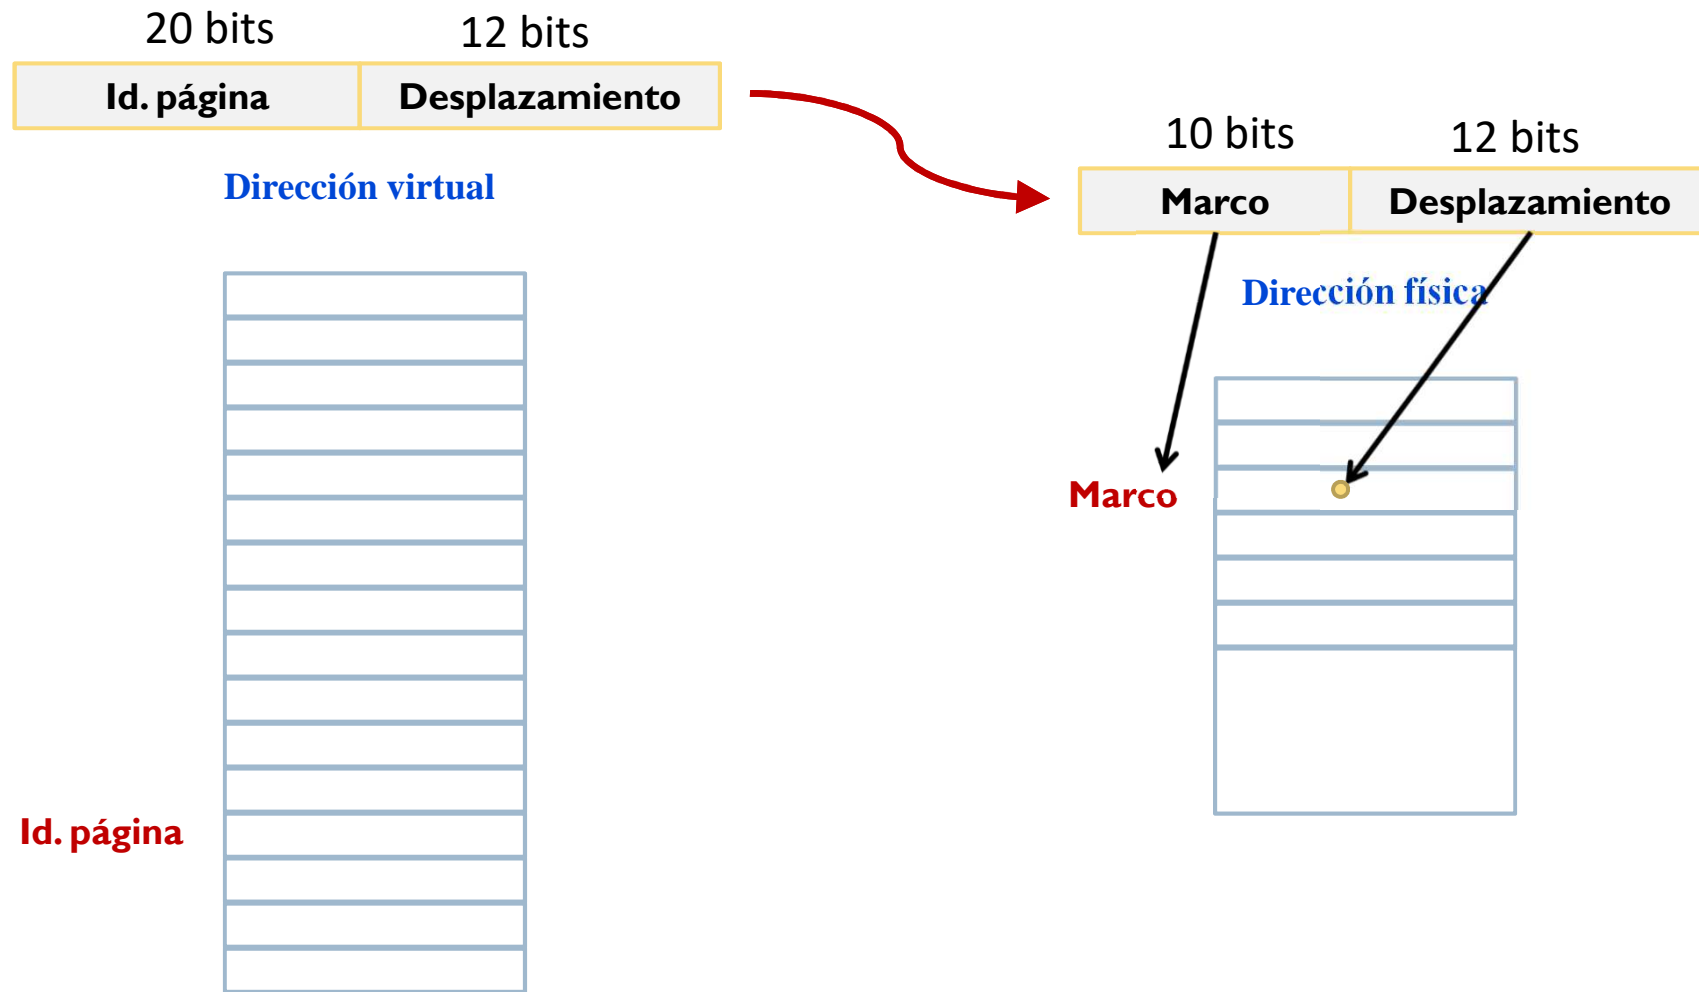 20 bits 12 bits
Id. página Desplazamiento
Dirección virtual
10 bits 12 bits
Marco Desplazamiento
Dirección física
Marco
Id. página